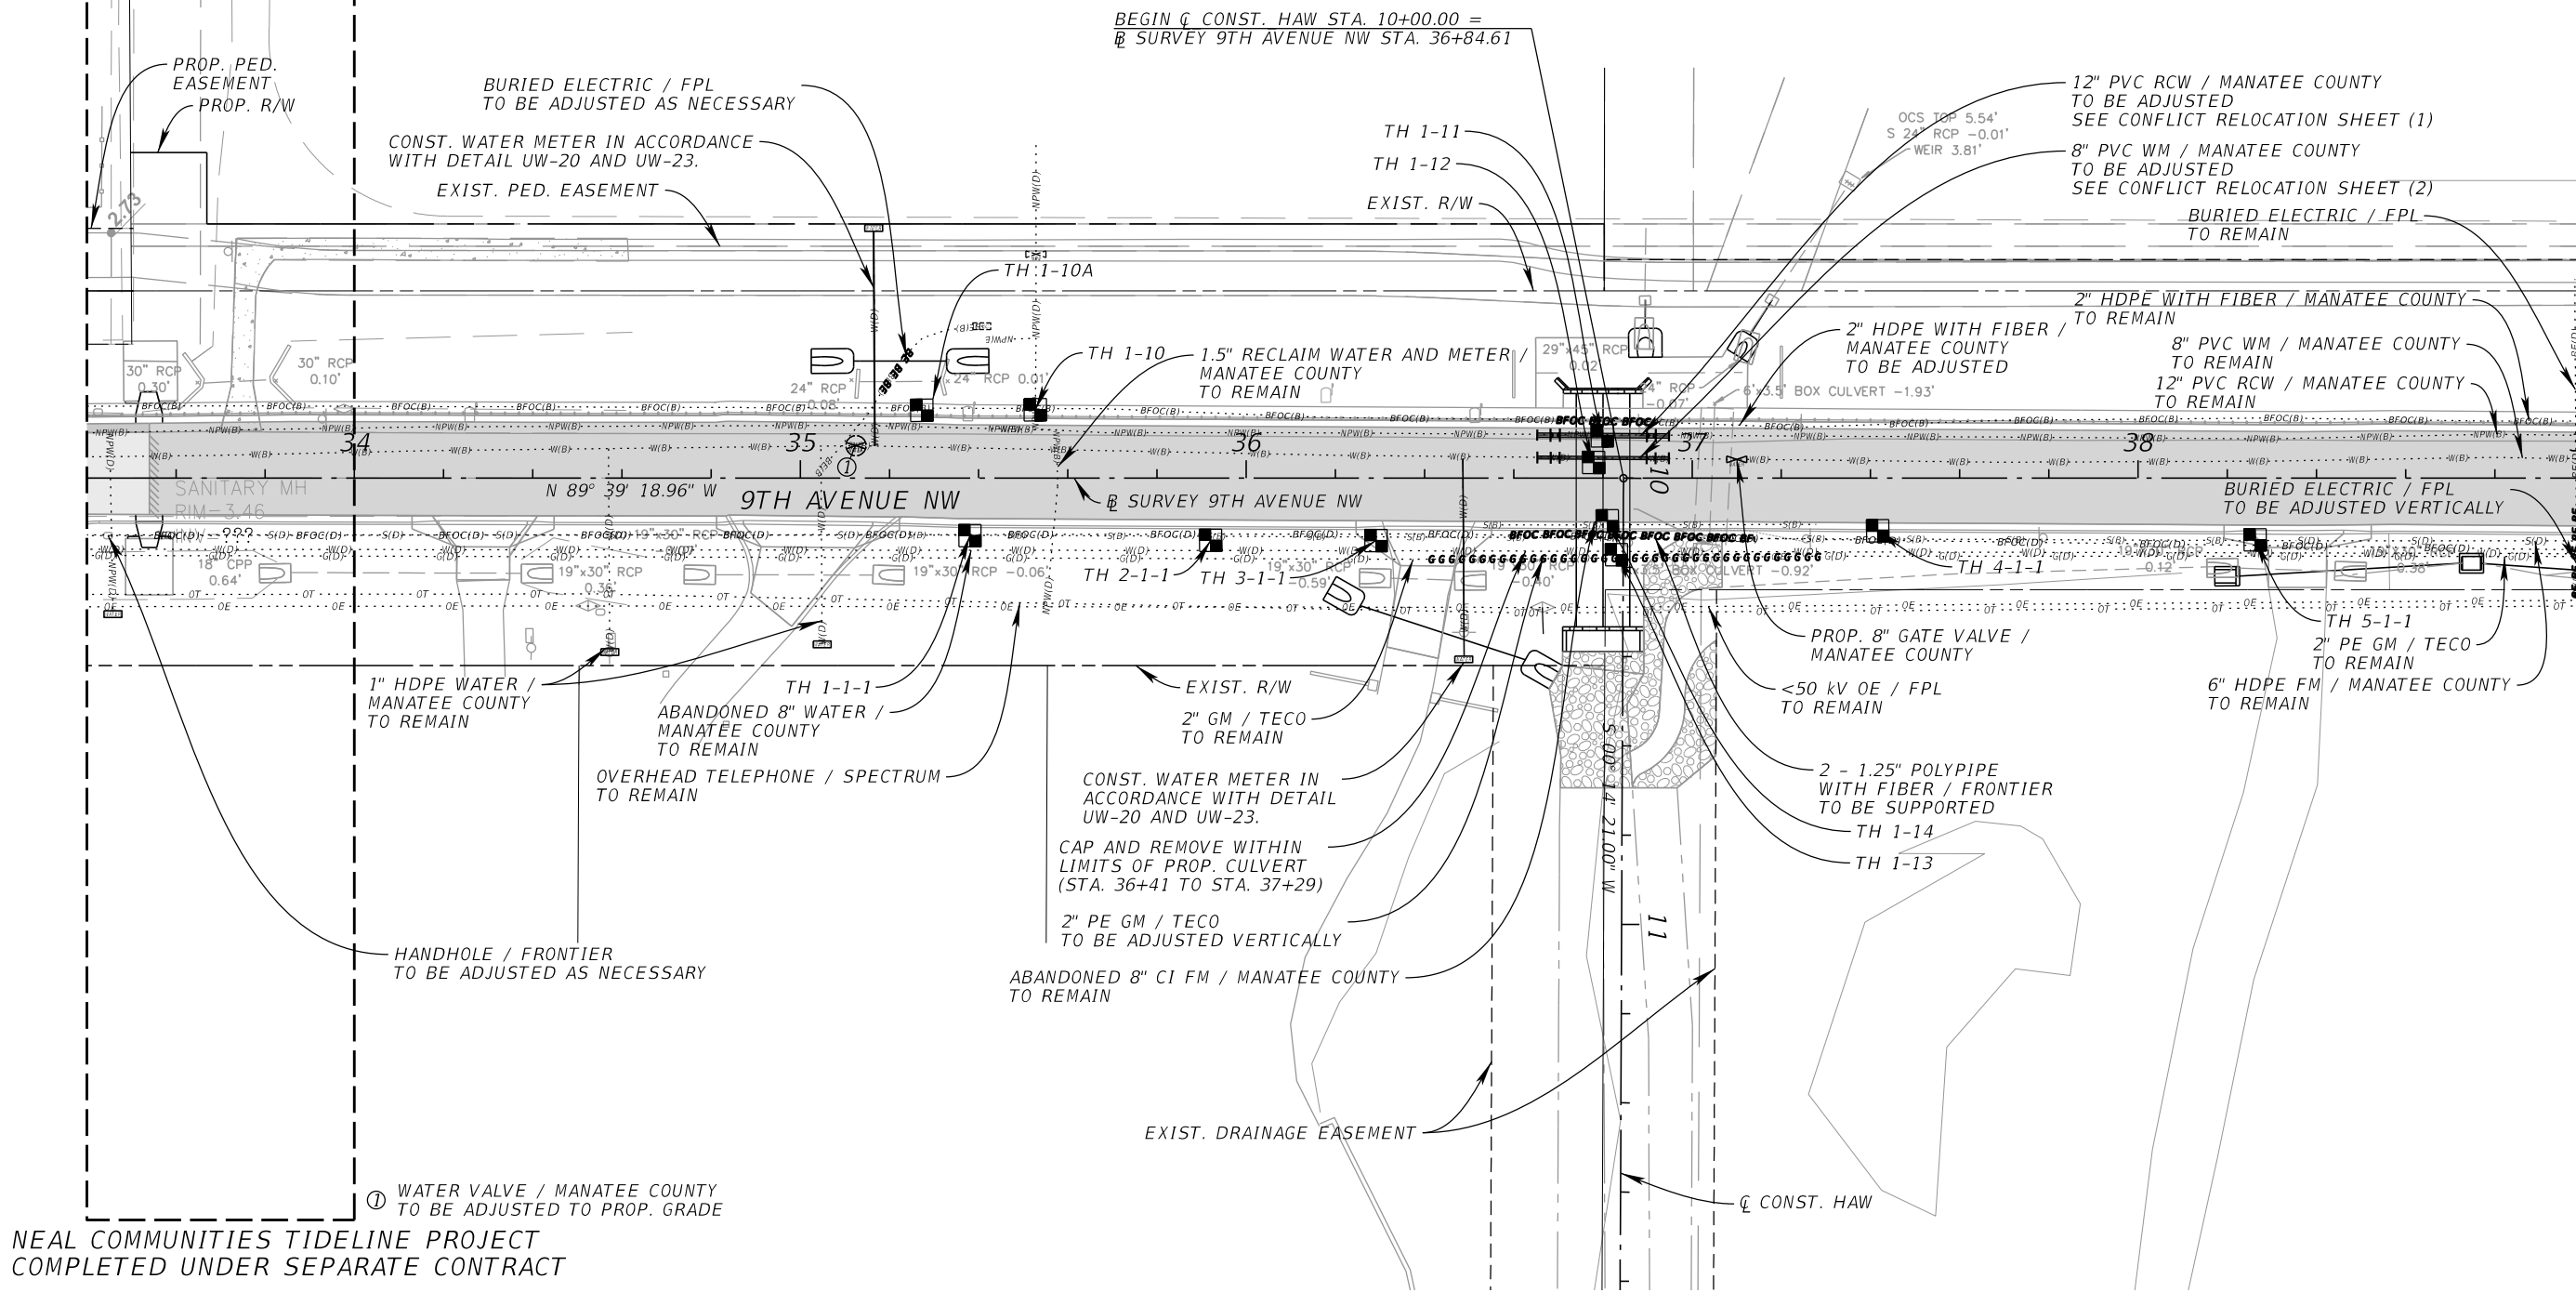 BEGIN ℄ CONST. HAW STA. 10+00.00 =
B̲L SURVEY 9TH AVENUE NW STA. 36+84.61
PROP. PED.
EASEMENT
PROP. R/W
BURIED ELECTRIC / FPL
TO BE ADJUSTED AS NECESSARY
CONST. WATER METER IN ACCORDANCE
WITH DETAIL UW-20 AND UW-23.
EXIST. PED. EASEMENT
TH 1-11
TH 1-12
EXIST. R/W
OCS TOP 5.54'
S 24" RCP -0.01'
WEIR 3.81'
12" PVC RCW / MANATEE COUNTY
TO BE ADJUSTED
SEE CONFLICT RELOCATION SHEET (1)
8" PVC WM / MANATEE COUNTY
TO BE ADJUSTED
SEE CONFLICT RELOCATION SHEET (2)
BURIED ELECTRIC / FPL
TO REMAIN
2.73
TH 1-10A
TH 1-10
1.5" RECLAIM WATER AND METER /
MANATEE COUNTY
TO REMAIN
2" HDPE WITH FIBER /
MANATEE COUNTY
TO BE ADJUSTED
2" HDPE WITH FIBER / MANATEE COUNTY
TO REMAIN
8" PVC WM / MANATEE COUNTY
TO REMAIN
12" PVC RCW / MANATEE COUNTY
TO REMAIN
30" RCP
0.30'
30" RCP
0.10'
24" RCP
24" RCP 0.01'
29"x45" RCP
0.02'
6'x3.5' BOX CULVERT -1.93'
-0.07'
34
35
36
37
38
10
11
1
SANITARY MH
RIM-3.46
N 89° 39' 18.96" W
9TH AVENUE NW
B̲L SURVEY 9TH AVENUE NW
BURIED ELECTRIC / FPL
TO BE ADJUSTED VERTICALLY
18" CPP
0.64'
19"x30" RCP
19"x30" RCP
0.36'
19"x30" RCP -0.06'
TH 2-1-1
TH 3-1-1
TH 4-1-1
TH 5-1-1
2" PE GM / TECO
TO REMAIN
6" HDPE FM / MANATEE COUNTY
TO REMAIN
PROP. 8" GATE VALVE /
MANATEE COUNTY
<50 kV OE / FPL
TO REMAIN
1" HDPE WATER /
MANATEE COUNTY
TO REMAIN
TH 1-1-1
ABANDONED 8" WATER /
MANATEE COUNTY
TO REMAIN
OVERHEAD TELEPHONE / SPECTRUM
TO REMAIN
EXIST. R/W
2" GM / TECO
TO REMAIN
CONST. WATER METER IN
ACCORDANCE WITH DETAIL
UW-20 AND UW-23.
CAP AND REMOVE WITHIN
LIMITS OF PROP. CULVERT
(STA. 36+41 TO STA. 37+29)
2" PE GM / TECO
TO BE ADJUSTED VERTICALLY
ABANDONED 8" CI FM / MANATEE COUNTY
TO REMAIN
S 00° 14' 21.00" W
2 - 1.25" POLYPIPE
WITH FIBER / FRONTIER
TO BE SUPPORTED
TH 1-14
TH 1-13
HANDHOLE / FRONTIER
TO BE ADJUSTED AS NECESSARY
EXIST. DRAINAGE EASEMENT
℄ CONST. HAW
1 WATER VALVE / MANATEE COUNTY
TO BE ADJUSTED TO PROP. GRADE
NEAL COMMUNITIES TIDELINE PROJECT
COMPLETED UNDER SEPARATE CONTRACT